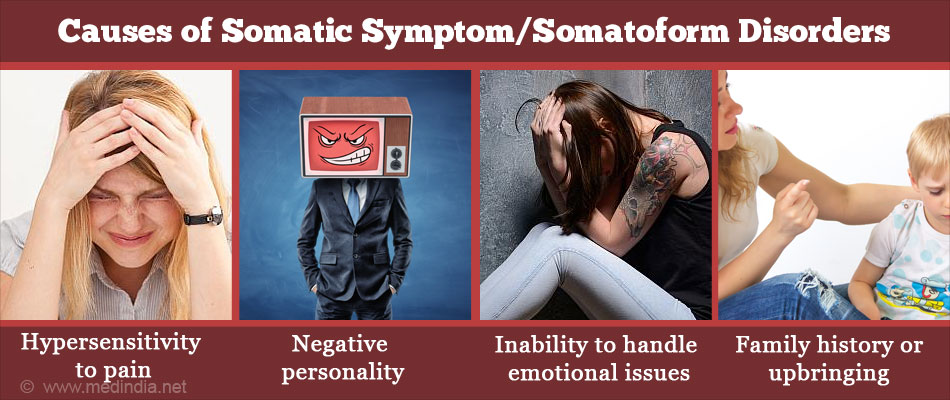 Causes of Somatic Symptom/Somatoform Disorders
Hypersensitivity
to pain
Negative
personality
Inability to handle
emotional issues
Family history or
upbringing
© www.medindia.net